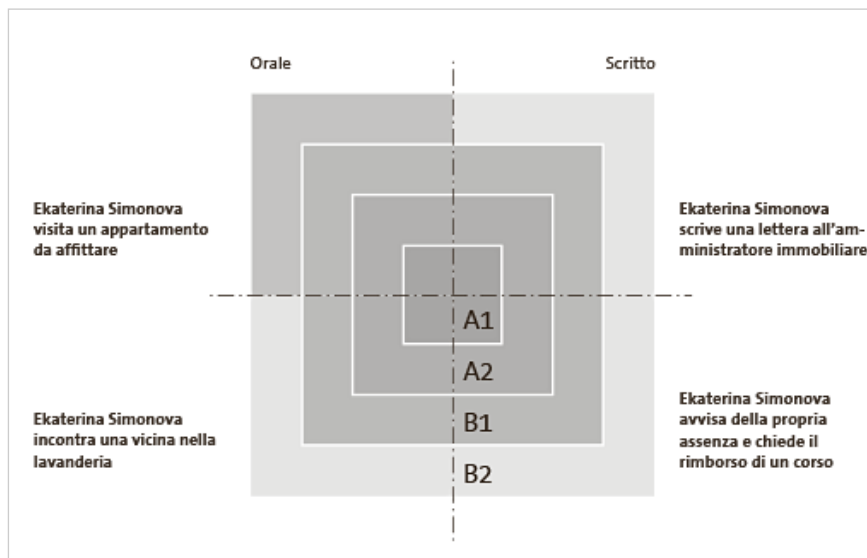 Orale
Scritto
Ekaterina Simonova
visita un appartamento
da affittare
Ekaterina Simonova
scrive una lettera all'am-
ministratore immobiliare
A1
A2
B1
B2
Ekaterina Simonova
incontra una vicina nella
lavanderia
Ekaterina Simonova
avvisa della propria
assenza e chiede il
rimborso di un corso